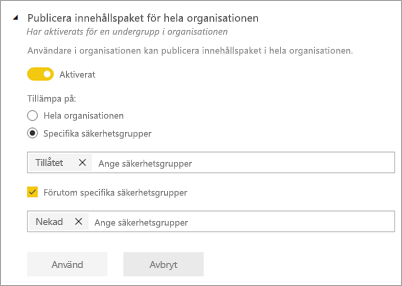 Publicera innehållspaket för hela organisationen
Har aktiverats för en undergrupp i organisationen
Användare i organisationen kan publicera innehållspaket i hela organisationen.
Aktiverat
Tillämpa på:
Hela organisationen
Specifika säkerhetsgrupper
Tillåtet Ange säkerhetsgrupper
Förutom specifika säkerhetsgrupper
Nekad Ange säkerhetsgrupper
Använd Avbryt